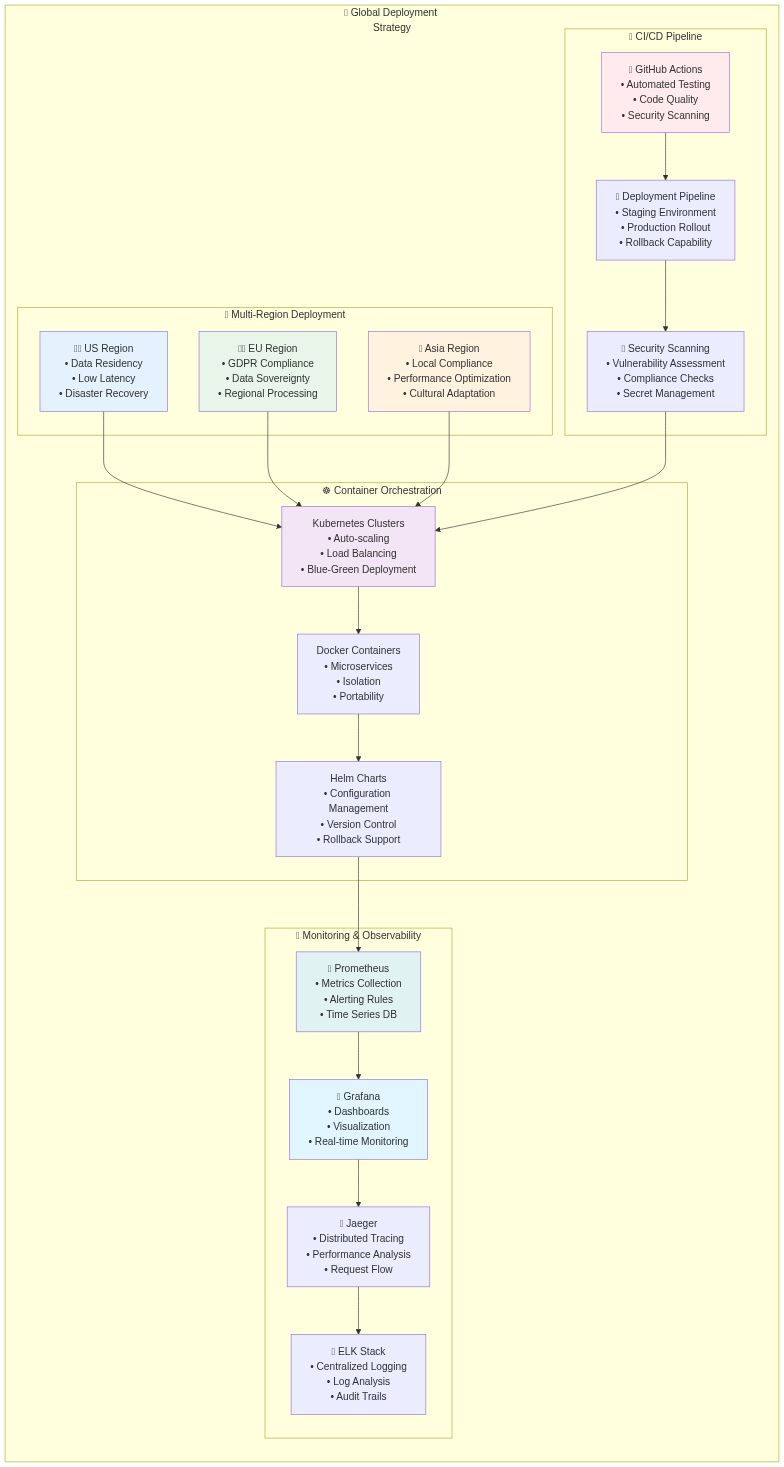 Global Deployment
Strategy
CI/CD Pipeline
GitHub Actions
• Automated Testing
• Code Quality
• Security Scanning
Deployment Pipeline
• Staging Environment
• Production Rollout
• Rollback Capability
Security Scanning
• Vulnerability Assessment
• Compliance Checks
• Secret Management
Multi-Region Deployment
US Region
• Data Residency
• Low Latency
• Disaster Recovery
EU Region
• GDPR Compliance
• Data Sovereignty
• Regional Processing
Asia Region
• Local Compliance
• Performance Optimization
• Cultural Adaptation
☸ Container Orchestration
Kubernetes Clusters
• Auto-scaling
• Load Balancing
• Blue-Green Deployment
Docker Containers
• Microservices
• Isolation
• Portability
Helm Charts
• Configuration
Management
• Version Control
• Rollback Support
Monitoring & Observability
Prometheus
• Metrics Collection
• Alerting Rules
• Time Series DB
Grafana
• Dashboards
• Visualization
• Real-time Monitoring
Jaeger
• Distributed Tracing
• Performance Analysis
• Request Flow
ELK Stack
• Centralized Logging
• Log Analysis
• Audit Trails